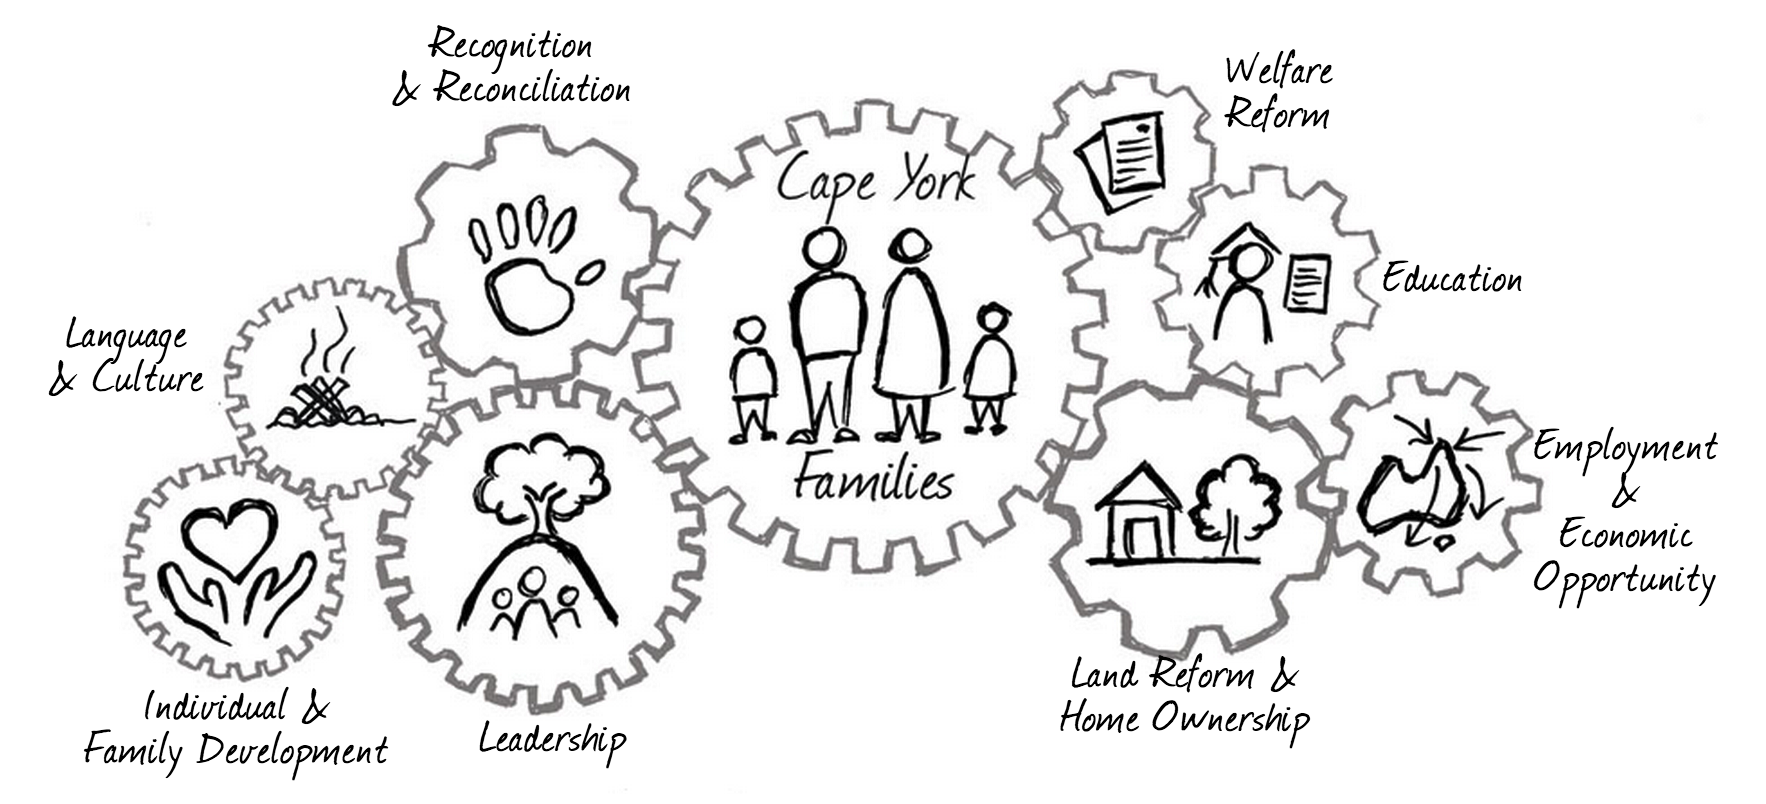 Recognition
& Reconciliation
Welfare
Reform
Cape York
Families
Education
Language
& Culture
Employment
&
Economic
Opportunity
Individual &
Family Development
Leadership
Land Reform &
Home Ownership